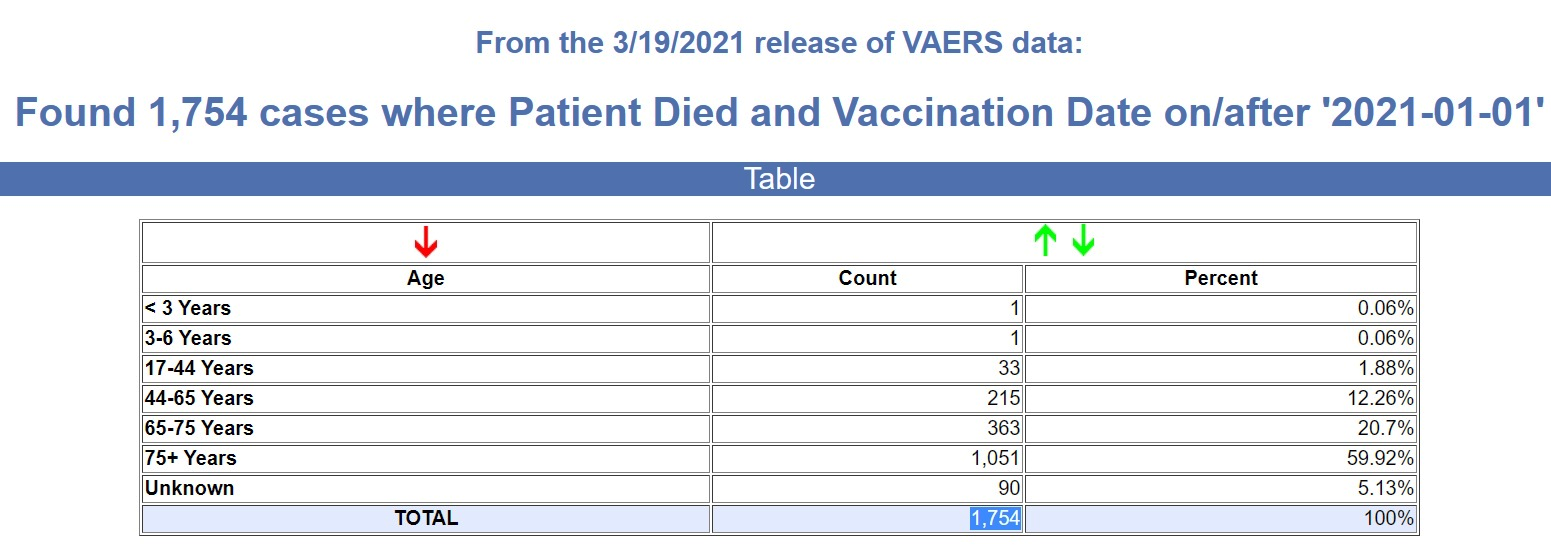 From the 3/19/2021 release of VAERS data:
Found 1,754 cases where Patient Died and Vaccination Date on/after '2021-01-01'
Table
Age Count Percent
< 3 Years 1 0.06%
3-6 Years 1 0.06%
17-44 Years 33 1.88%
44-65 Years 215 12.26%
65-75 Years 363 20.7%
75+ Years 1,051 59.92%
Unknown 90 5.13%
TOTAL 1,754 100%